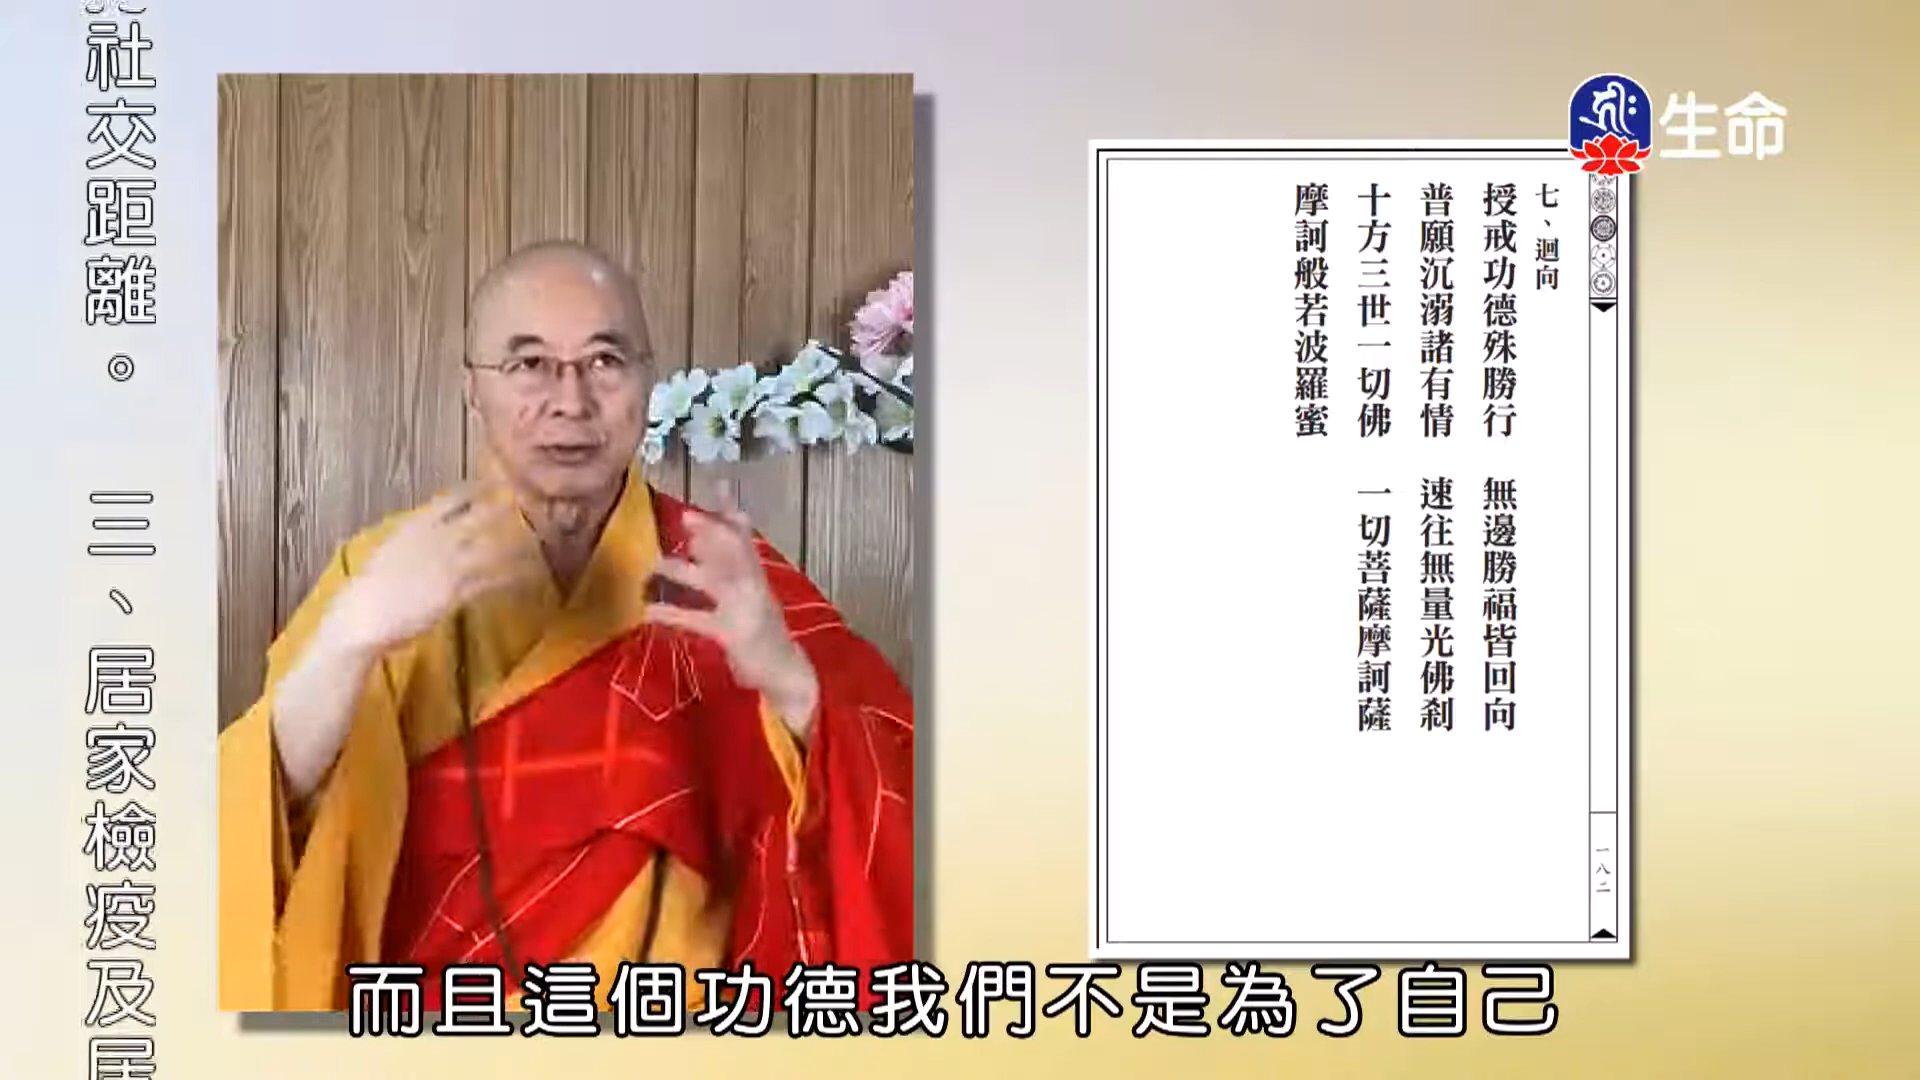 社交距離。 三、居家檢疫及居
生命
七、迴向
授戒功德殊勝行 無邊勝福皆回向
普願沉溺諸有情 速往無量光佛剎
十方三世一切佛 一切菩薩摩訶薩
摩訶般若波羅蜜
一八二
而且這個功德我們不是為了自己